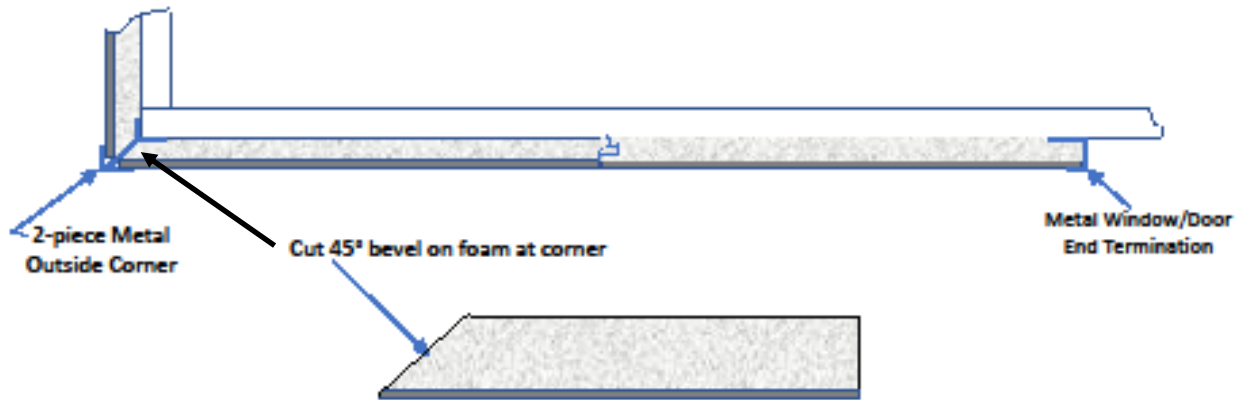 2-piece Metal
Outside Corner
Cut 45° bevel on foam at corner
Metal Window/Door
End Termination